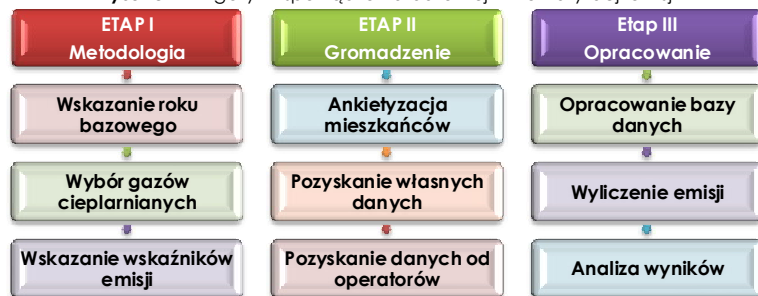 ETAP I
Metodologia
Wskazanie roku
bazowego
Wybór gazów
cieplarnianych
Wskazanie wskaźników
emisji
ETAP II
Gromadzenie
Ankietyzacja
mieszkańców
Pozyskanie własnych
danych
Pozyskanie danych od
operatorów
Etap III
Opracowanie
Opracowanie bazy
danych
Wyliczenie emisji
Analiza wyników